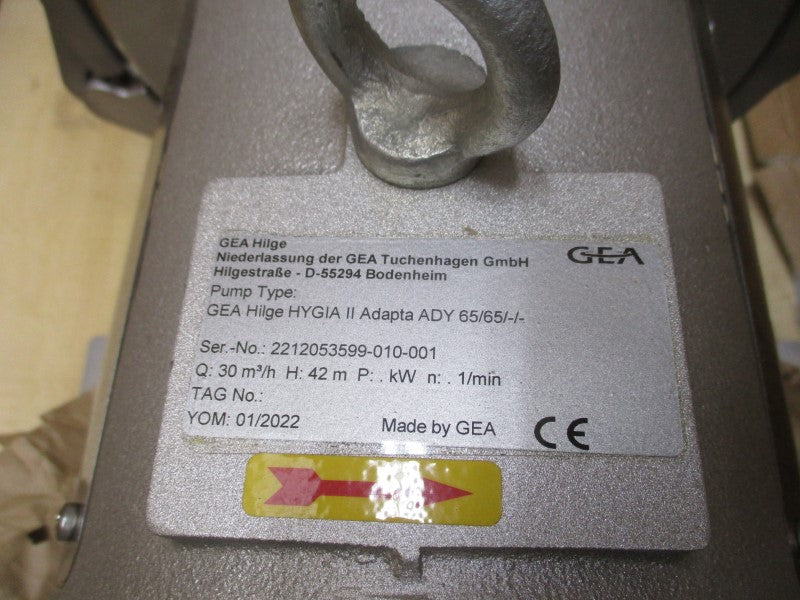 GEA Hilge
Niederlassung der GEA Tuchenhagen GmbH
Hilgestraße - D-55294 Bodenheim
GEA
Pump Type:
GEA Hilge HYGIA II Adapta ADY 65/65/-/-
Ser.-No.: 2212053599-010-001
Q: 30 m³/h H: 42 m P: . kW n: . 1/min
TAG No.:
YOM: 01/2022 Made by GEA CE